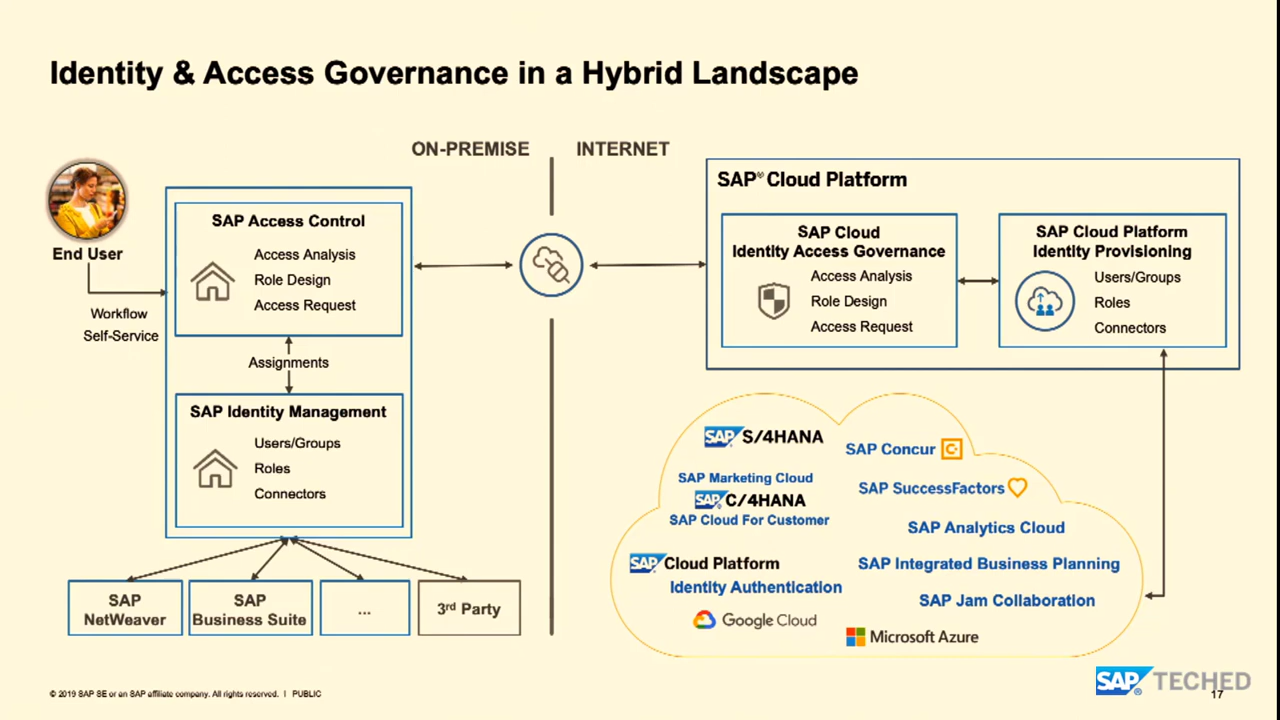 Identity & Access Governance in a Hybrid Landscape
ON-PREMISE
INTERNET
End User
Workflow
Self-Service
SAP Access Control
Access Analysis
Role Design
Access Request
Assignments
SAP Identity Management
Users/Groups
Roles
Connectors
SAP
NetWeaver
SAP
Business Suite
...
3rd Party
SAP® Cloud Platform
SAP Cloud
Identity Access Governance
Access Analysis
Role Design
Access Request
SAP Cloud Platform
Identity Provisioning
Users/Groups
Roles
Connectors
SAP S/4HANA
SAP Concur
SAP Marketing Cloud
SAP C/4HANA
SAP Cloud For Customer
SAP SuccessFactors
SAP Analytics Cloud
SAP Cloud Platform
Identity Authentication
SAP Integrated Business Planning
SAP Jam Collaboration
Google Cloud
Microsoft Azure
© 2019 SAP SE or an SAP affiliate company. All rights reserved. | PUBLIC
SAP® TECHED
17